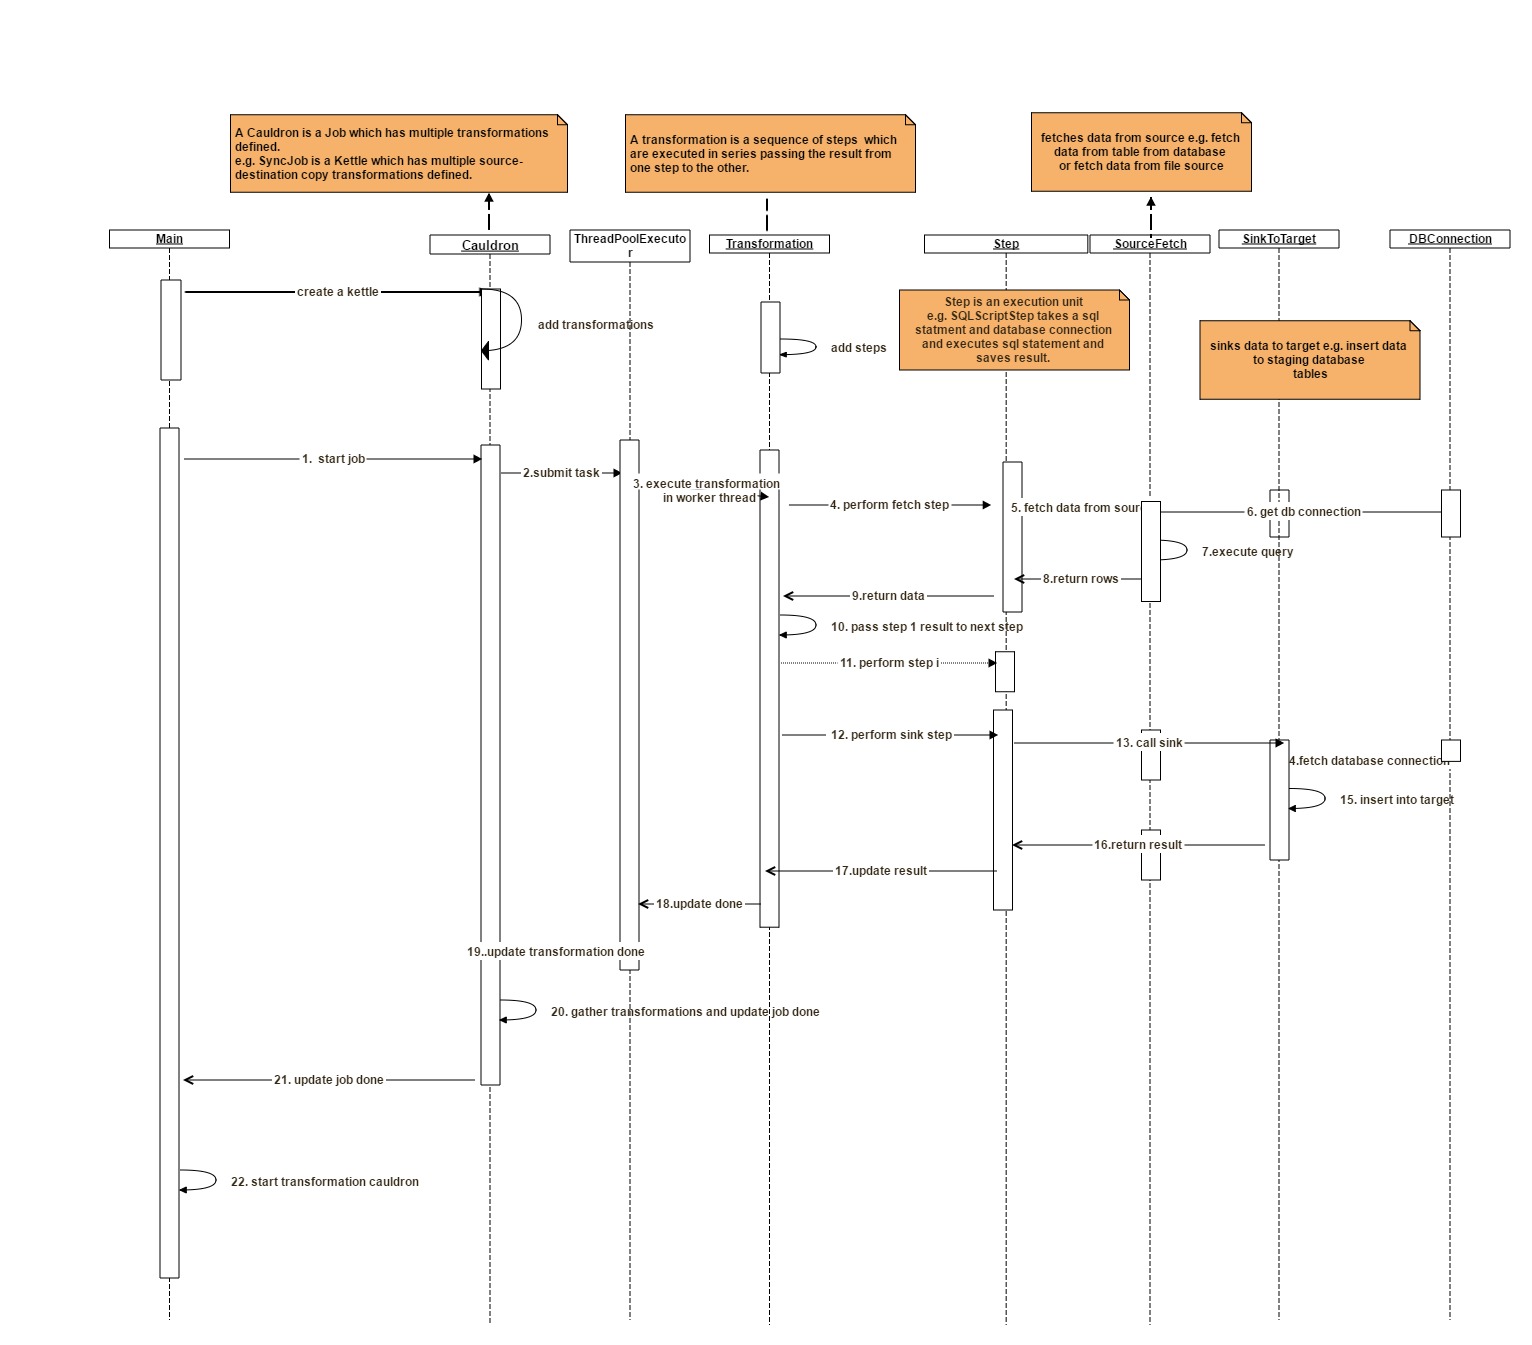 A Cauldron is a Job which has multiple transformations
defined.
e.g. SyncJob is a Kettle which has multiple source-
destination copy transformations defined.
A transformation is a sequence of steps which
are executed in series passing the result from
one step to the other.
fetches data from source e.g. fetch
data from table from database
or fetch data from file source
Main
Cauldron
ThreadPoolExecuto
r
Transformation
Step
SourceFetch
SinkToTarget
DBConnection
create a kettle
add transformations
add steps
Step is an execution unit
e.g. SQLScriptStep takes a sql
statment and database connection
and executes sql statement and
saves result.
sinks data to target e.g. insert data
to staging database
tables
1. start job
2.submit task
3. execute transformation
in worker thread
4. perform fetch step
5. fetch data from sour
6. get db connection
7.execute query
8.return rows
9.return data
10. pass step 1 result to next step
11. perform step i
12. perform sink step
13. call sink
4.fetch database connection
15. insert into target
16.return result
17.update result
18.update done
19..update transformation done
20. gather transformations and update job done
21. update job done
22. start transformation cauldron